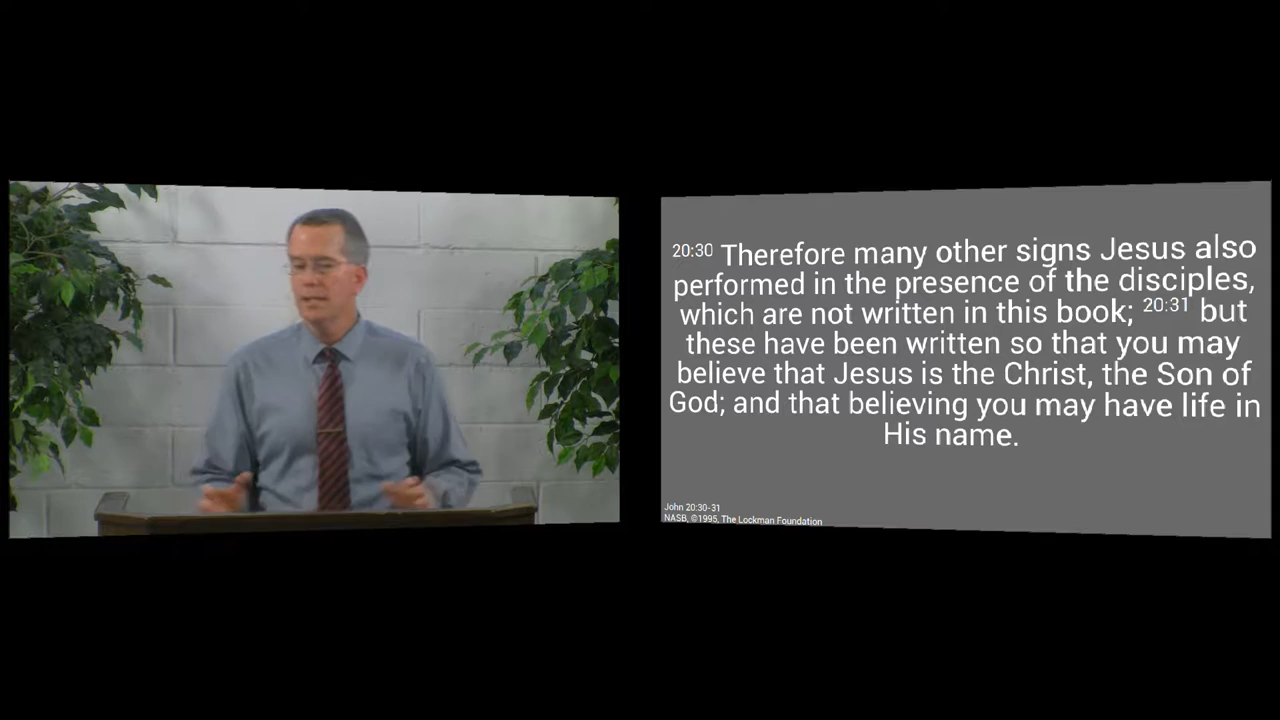 20:30 Therefore many other signs Jesus also
performed in the presence of the disciples,
which are not written in this book; 20:31 but
these have been written so that you may
believe that Jesus is the Christ, the Son of
God; and that believing you may have life in
His name.
John 20:30-31
NASB, ©1995, The Lockman Foundation